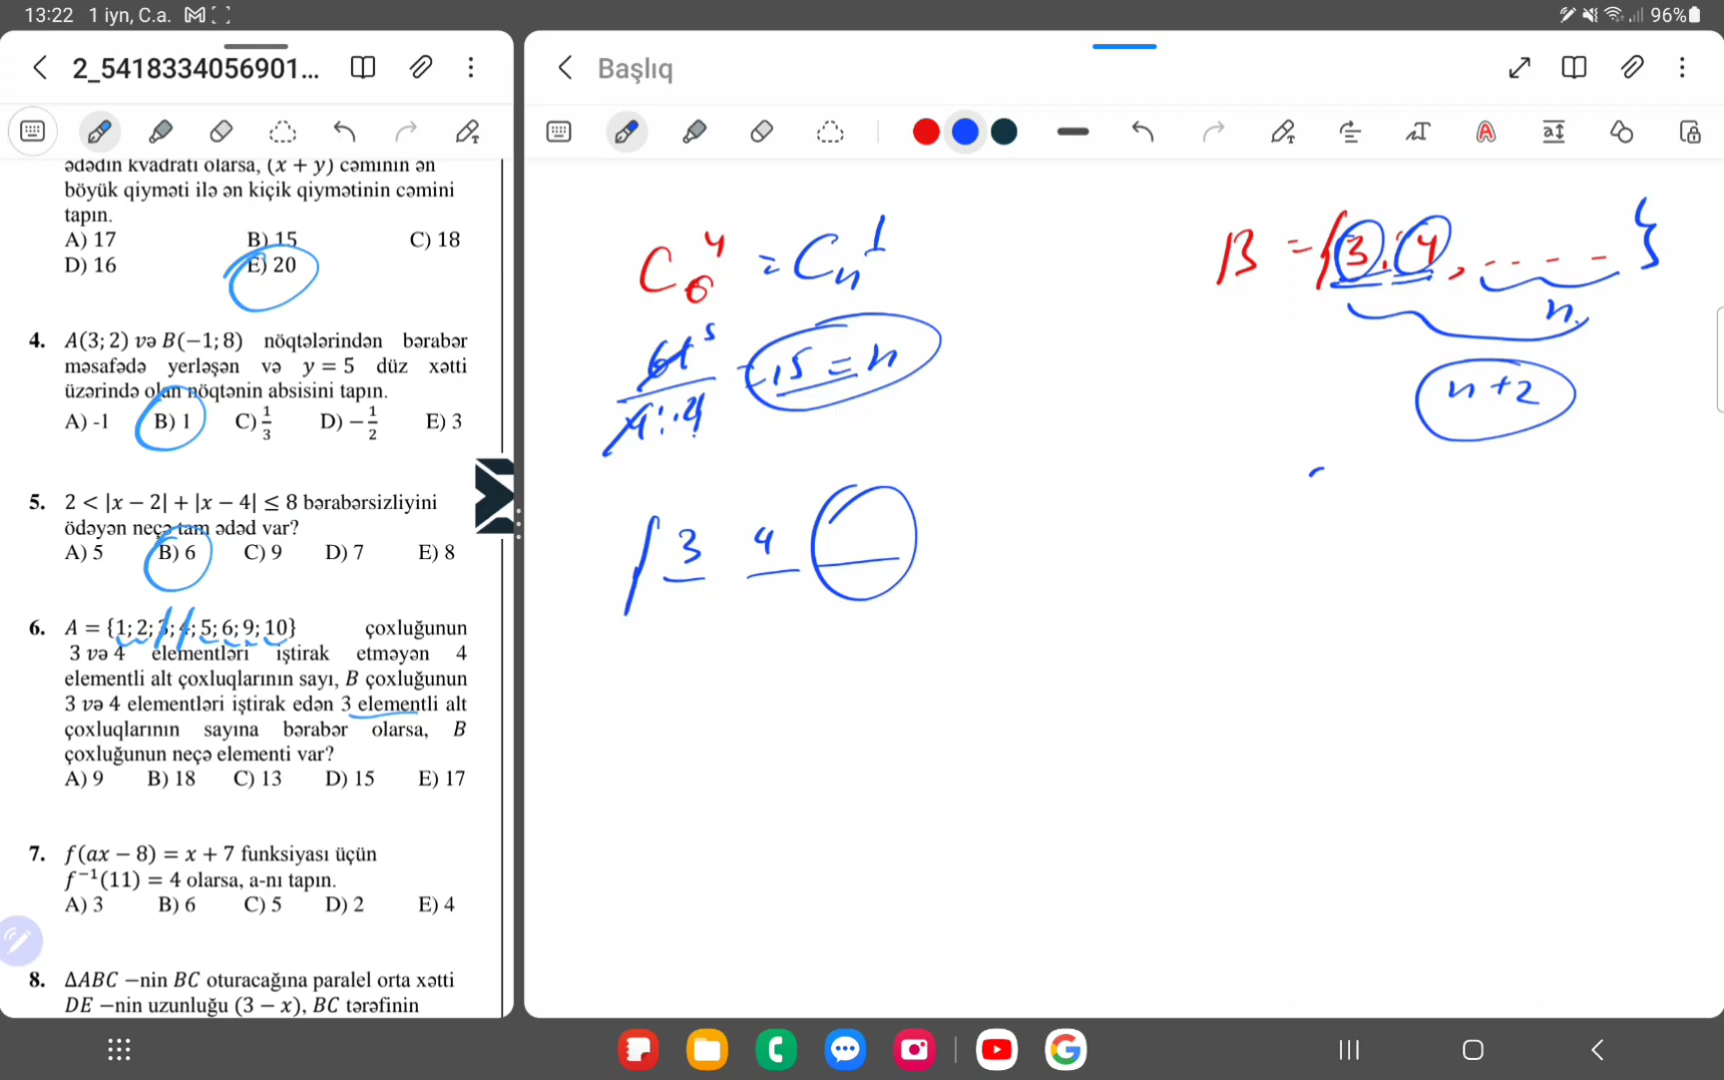 13:22 1 iyn, C.a. 96%
2_5418334056901...
ədədin kvadratı olarsa, (x + y) cəminin ən
böyük qiyməti ilə ən kiçik qiymətinin cəmini
tapın.
A) 17 B) 15 C) 18
D) 16 E) 20
4. A(3; 2) və B(−1; 8) nöqtələrindən bərabər
məsafədə yerləşən və y = 5 düz xətti
üzərində olan nöqtənin absisini tapın.
A) -1 B) 1 C) 1/3 D) −1/2 E) 3
5. 2 < |x − 2| + |x − 4| ≤ 8 bərabərsizliyini
ödəyən neçə tam ədəd var?
A) 5 B) 6 C) 9 D) 7 E) 8
6. A = {1; 2; 3; 4; 5; 6; 9; 10} çoxluğunun
3 və 4 elementləri iştirak etməyən 4
elementli alt çoxluqlarının sayı, B çoxluğunun
3 və 4 elementləri iştirak edən 3 elementli alt
çoxluqlarının sayına bərabər olarsa, B
çoxluğunun neçə elementi var?
A) 9 B) 18 C) 13 D) 15 E) 17
7. f(ax − 8) = x + 7 funksiyası üçün
f⁻¹(11) = 4 olarsa, a-nı tapın.
A) 3 B) 6 C) 5 D) 2 E) 4
8. ΔABC −nin BC oturacağına paralel orta xətti
DE −nin uzunluğu (3 − x), BC tərəfinin
Başlıq
C₆⁴ = Cₙ¹
B = {3, 4, - - - - }
n
15 = n
n + 2
{ 3 4